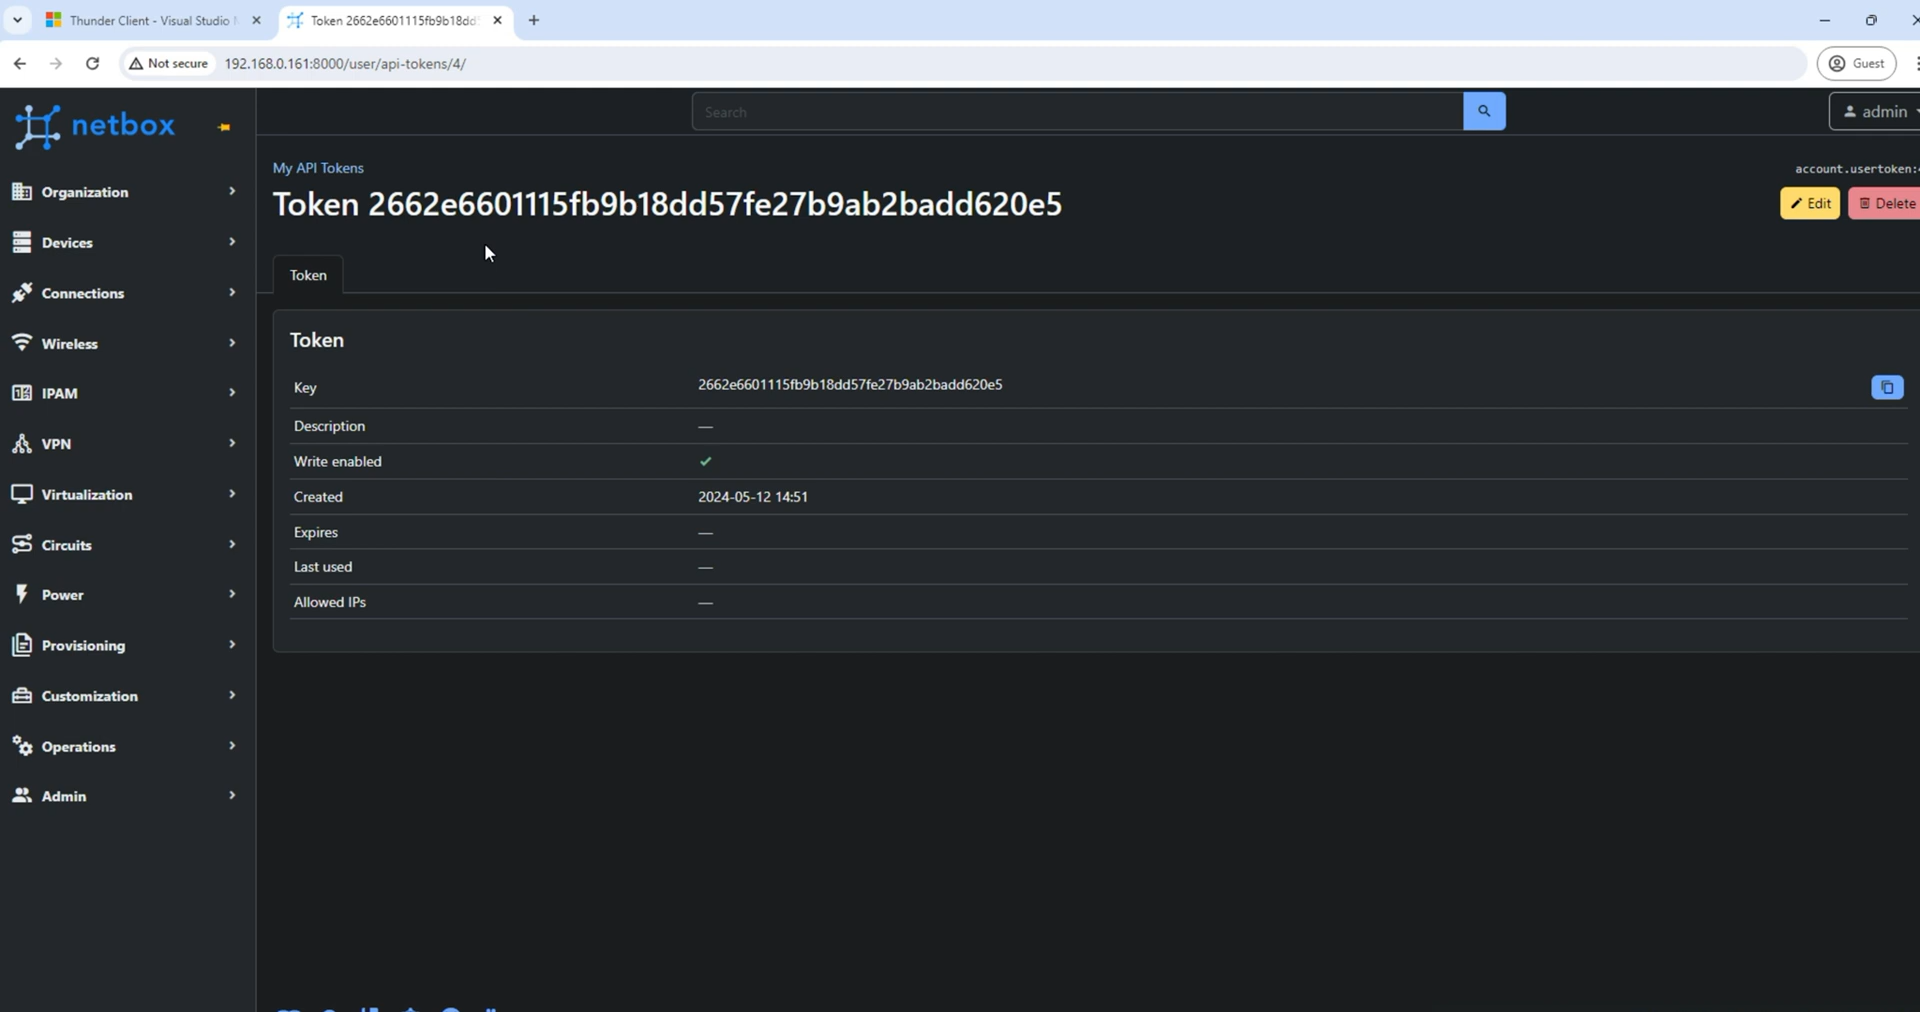 Thunder Client - Visual Studio
Token 2662e6601115fb9b18dd5
Not secure
192.168.0.161:8000/user/api-tokens/4/
Guest
netbox
Search
admin
Organization
Devices
Connections
Wireless
IPAM
VPN
Virtualization
Circuits
Power
Provisioning
Customization
Operations
Admin
My API Tokens
account.usertoken:
Token 2662e6601115fb9b18dd57fe27b9ab2badd620e5
Edit
Delete
Token
Token
Key 2662e6601115fb9b18dd57fe27b9ab2badd620e5
Description —
Write enabled
Created 2024-05-12 14:51
Expires —
Last used —
Allowed IPs —